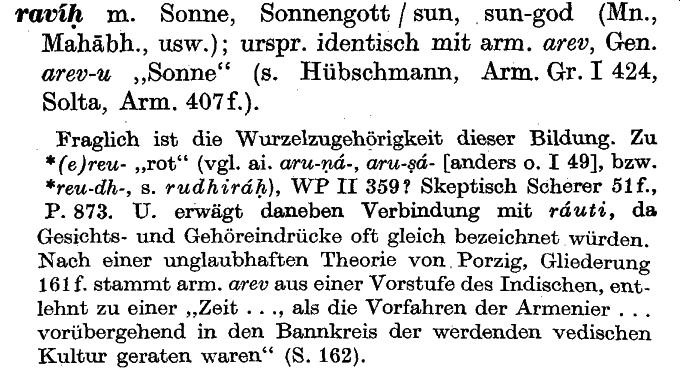 ravíḥ m. Sonne, Sonnengott / sun, sun-god (Mn.,
Mahābh., usw.); urspr. identisch mit arm. arev, Gen.
arev-u „Sonne“ (s. Hübschmann, Arm. Gr. I 424,
Solta, Arm. 407f.).
Fraglich ist die Wurzelzugehörigkeit dieser Bildung. Zu
*(e)reu- „rot“ (vgl. ai. aru-ṇá-, aru-ṣá- [anders o. I 49], bzw.
*reu-dh-, s. rudhiráḥ), WP II 359? Skeptisch Scherer 51f.,
P. 873. U. erwägt daneben Verbindung mit ráuti, da
Gesichts- und Gehöreindrücke oft gleich bezeichnet würden.
Nach einer unglaubhaften Theorie von Porzig, Gliederung
161f. stammt arm. arev aus einer Vorstufe des Indischen, ent-
lehnt zu einer „Zeit . . ., als die Vorfahren der Armenier . . .
vorübergehend in den Bannkreis der werdenden vedischen
Kultur geraten waren“ (S. 162).